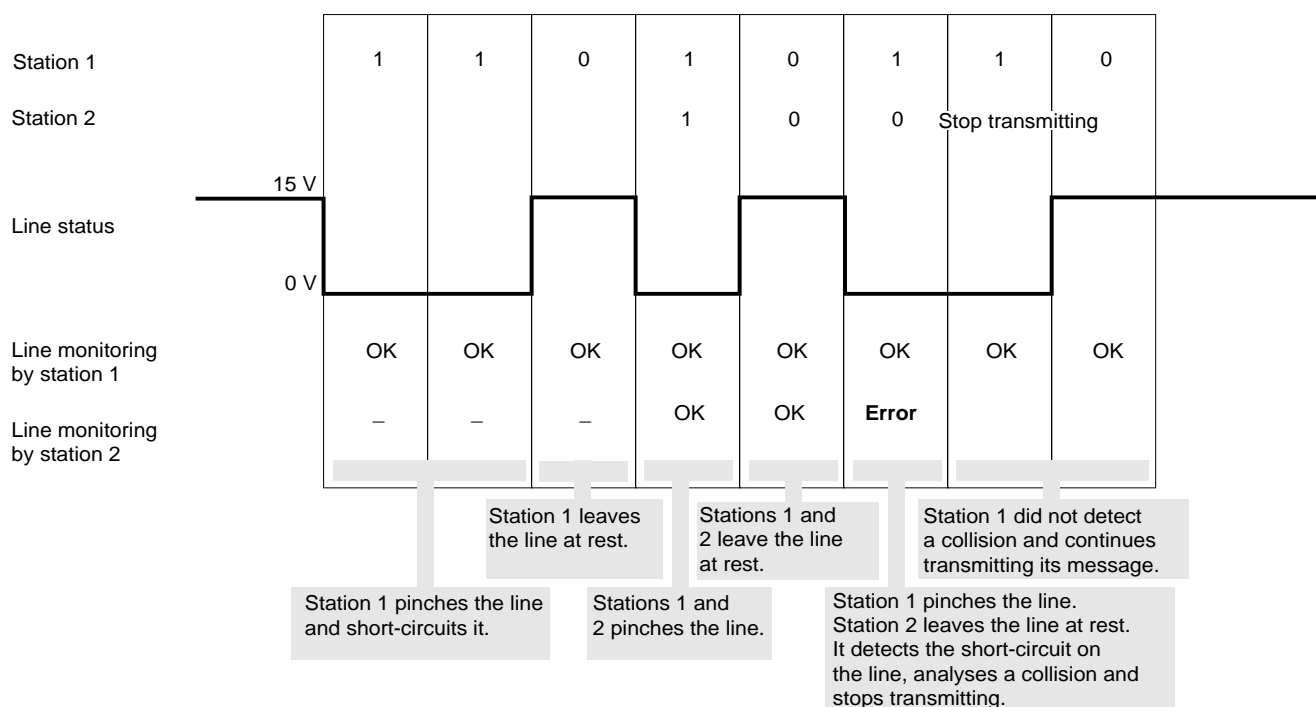 Station 1 1 1 0 1 0 1 1 0
Station 2 1 0 0 Stop transmitting
15 V
Line status
0 V
Line monitoring
by station 1
OK OK OK OK OK OK OK OK
Line monitoring
by station 2
_ _ _ OK OK Error
Station 1 leaves
the line at rest.
Stations 1 and
2 leave the line
at rest.
Station 1 did not detect
a collision and continues
transmitting its message.
Station 1 pinches the line
and short-circuits it.
Stations 1 and
2 pinches the line.
Station 1 pinches the line.
Station 2 leaves the line at rest.
It detects the short-circuit on
the line, analyses a collision and
stops transmitting.